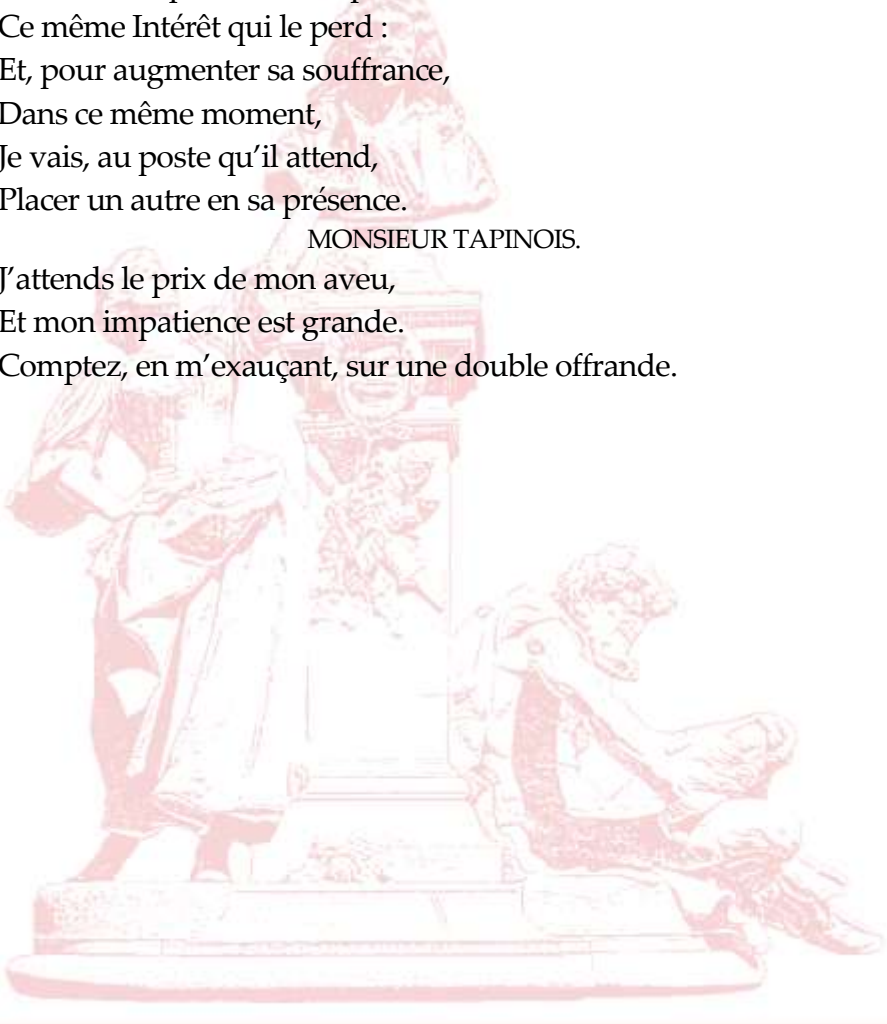 Ce même Intérêt qui le perd :
Et, pour augmenter sa souffrance,
Dans ce même moment,
Je vais, au poste qu’il attend,
Placer un autre en sa présence.
MONSIEUR TAPINOIS.
J’attends le prix de mon aveu,
Et mon impatience est grande.
Comptez, en m’exauçant, sur une double offrande.